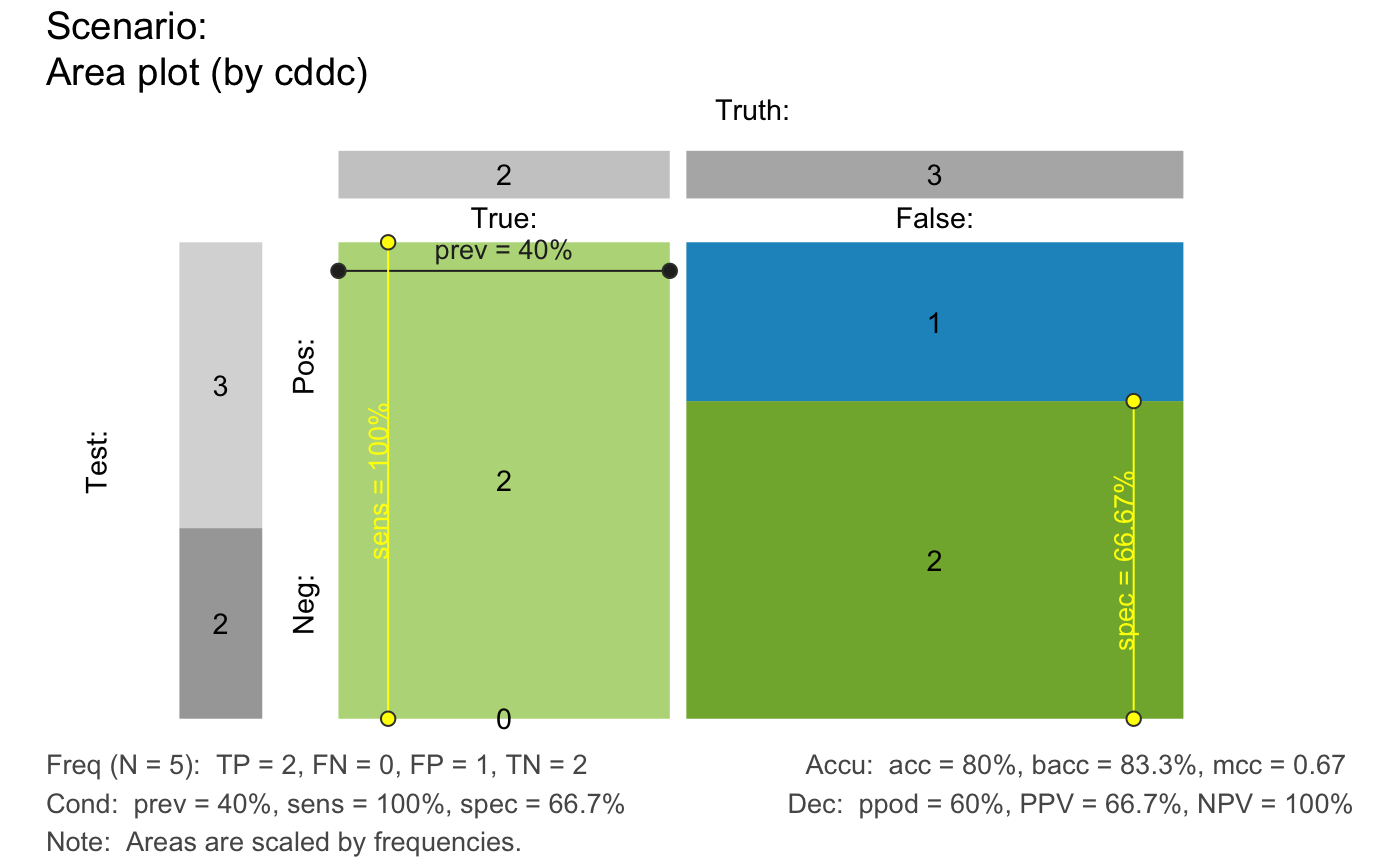 Scenario:
Area plot (by cddc)
Truth:
2
3
True:
False:
prev = 40%
Test:
3
2
Pos:
Neg:
sens = 100%
2
0
1
2
spec = 66.67%
Freq (N = 5):  TP = 2, FN = 0, FP = 1, TN = 2
Accu:  acc = 80%, bacc = 83.3%, mcc = 0.67
Cond:  prev = 40%, sens = 100%, spec = 66.7%
Dec:  ppod = 60%, PPV = 66.7%, NPV = 100%
Note:  Areas are scaled by frequencies.